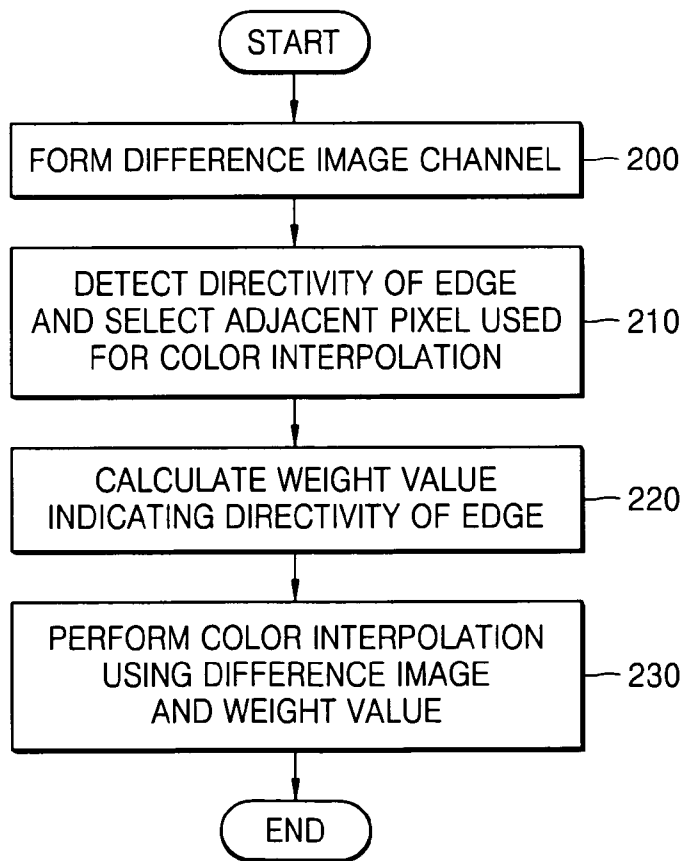 START
FORM DIFFERENCE IMAGE CHANNEL
200
DETECT DIRECTIVITY OF EDGE
AND SELECT ADJACENT PIXEL USED
FOR COLOR INTERPOLATION
210
CALCULATE WEIGHT VALUE
INDICATING DIRECTIVITY OF EDGE
220
PERFORM COLOR INTERPOLATION
USING DIFFERENCE IMAGE
AND WEIGHT VALUE
230
END